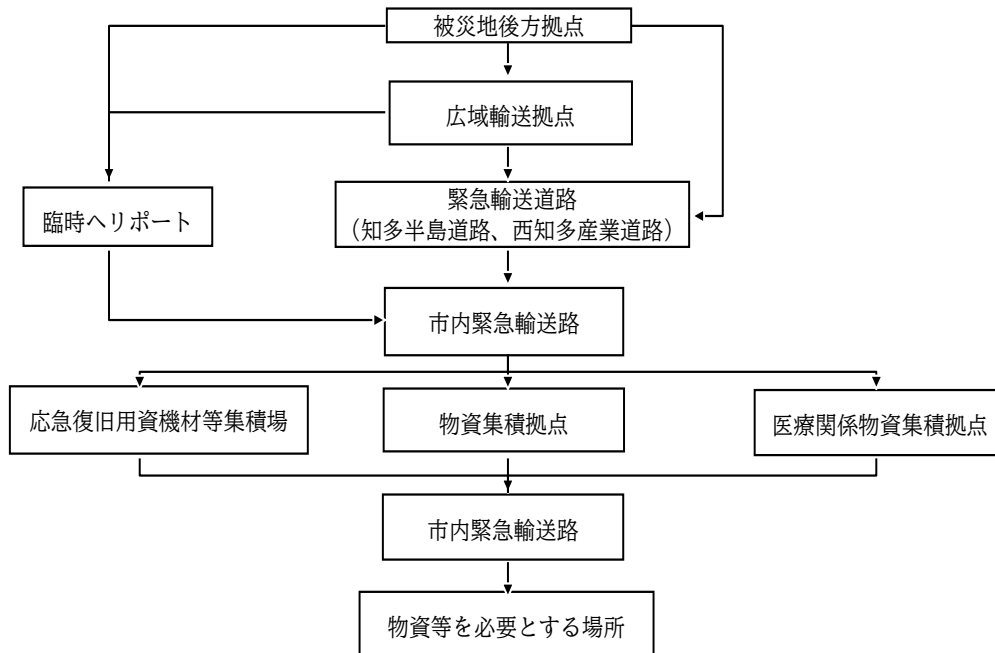 被災地後方拠点
広域輸送拠点
緊急輸送道路
（知多半島道路、西知多産業道路）
臨時ヘリポート
市内緊急輸送路
応急復旧用資機材等集積場
物資集積拠点
医療関係物資集積拠点
市内緊急輸送路
物資等を必要とする場所